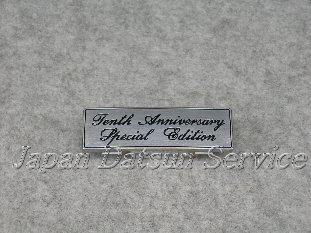 Tenth Anniversary
Special Edition
Japan Datsun Service